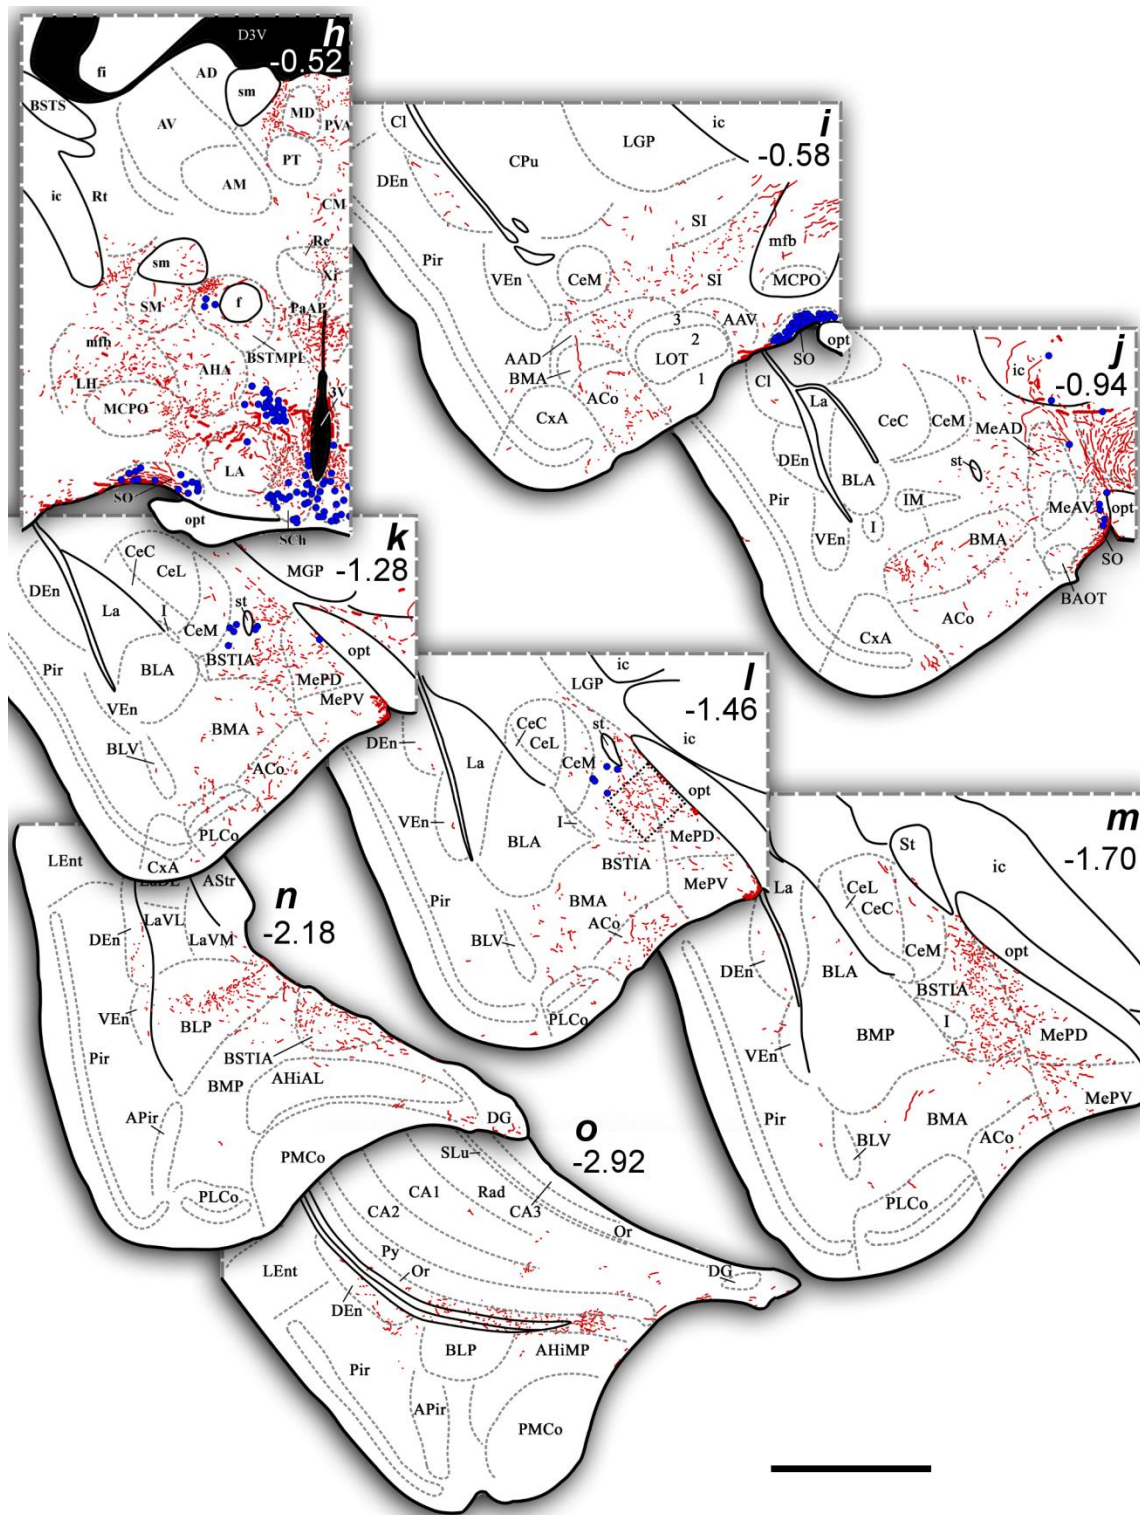 D3V
h
-0.52
fi
AD
sm
BSTS
AV
MD
PVA
PT
ic
Rt
AM
CM
Re
sm
Xi
SM
f
PaAP
mfb
BSTMPL
AHA
LH
3V
MCPO
LA
SO
opt
SCh
i
-0.58
Cl
ic
LGP
CPu
DEn
SI
mfb
Pir
VEn
CeM
SI
MCPO
3
AAV
2
AAD
LOT
SO
opt
BMA
1
ACo
CxA
j
-0.94
Cl
ic
La
CeC
CeM
MeAD
DEn
st
BLA
Pir
IM
MeAV
opt
I
VEn
BMA
SO
BAOT
ACo
CxA
k
-1.28
CeC
CeL
MGP
DEn
La
st
I
CeM
opt
BSTIA
Pir
BLA
MePD
MePV
VEn
BMA
BLV
ACo
PLCo
CxA
l
-1.46
ic
LGP
CeC
st
CeL
ic
DEn
La
CeM
opt
VEn
I
BLA
MePD
BSTIA
MePV
Pir
BMA
BLV
ACo
PLCo
m
-1.70
St
ic
La
CeL
CeC
DEn
BLA
CeM
opt
BSTIA
I
VEn
BMP
MePD
MePV
Pir
BMA
BLV
ACo
PLCo
n
-2.18
LEnt
LaDL
AStr
LaVL
DEn
LaVM
VEn
BLP
Pir
BSTIA
BMP
AHiAL
APir
DG
PMCo
PLCo
o
-2.92
SLu
CA1
Rad
CA2
CA3
Or
Py
LEnt
Or
DG
DEn
Pir
BLP
AHiMP
APir
PMCo